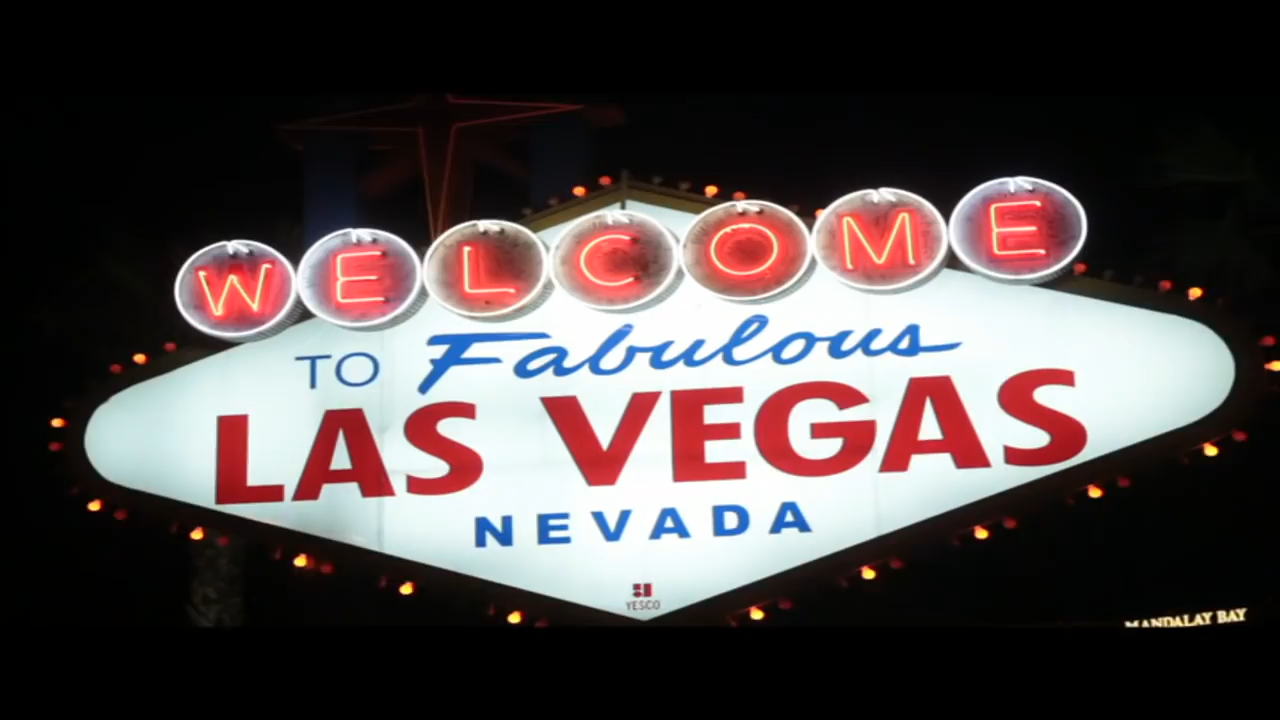 WELCOME
TO Fabulous
LAS VEGAS
NEVADA
YESCO
MANDALAY BAY